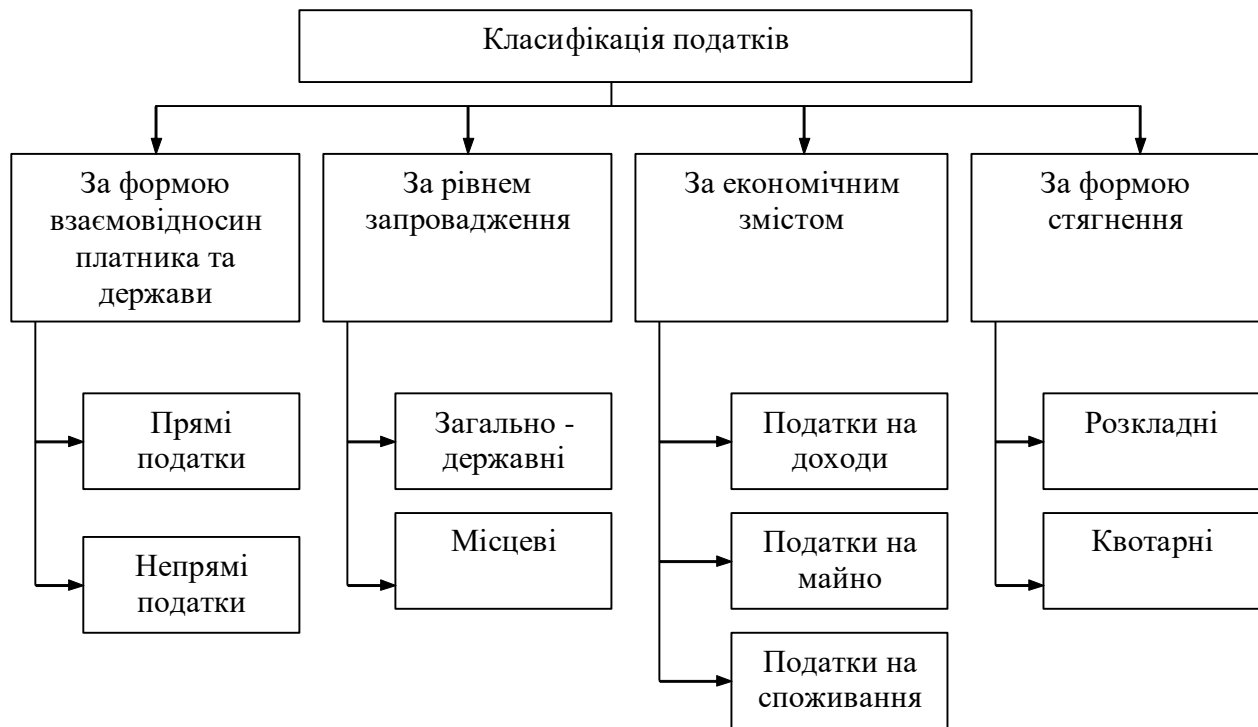 Класифікація податків
За формою
взаємовідносин
платника та
держави
За рівнем
запровадження
За економічним
змістом
За формою
стягнення
Прямі
податки
Непрямі
податки
Загально -
державні
Місцеві
Податки на
доходи
Податки на
майно
Податки на
споживання
Розкладні
Квотарні